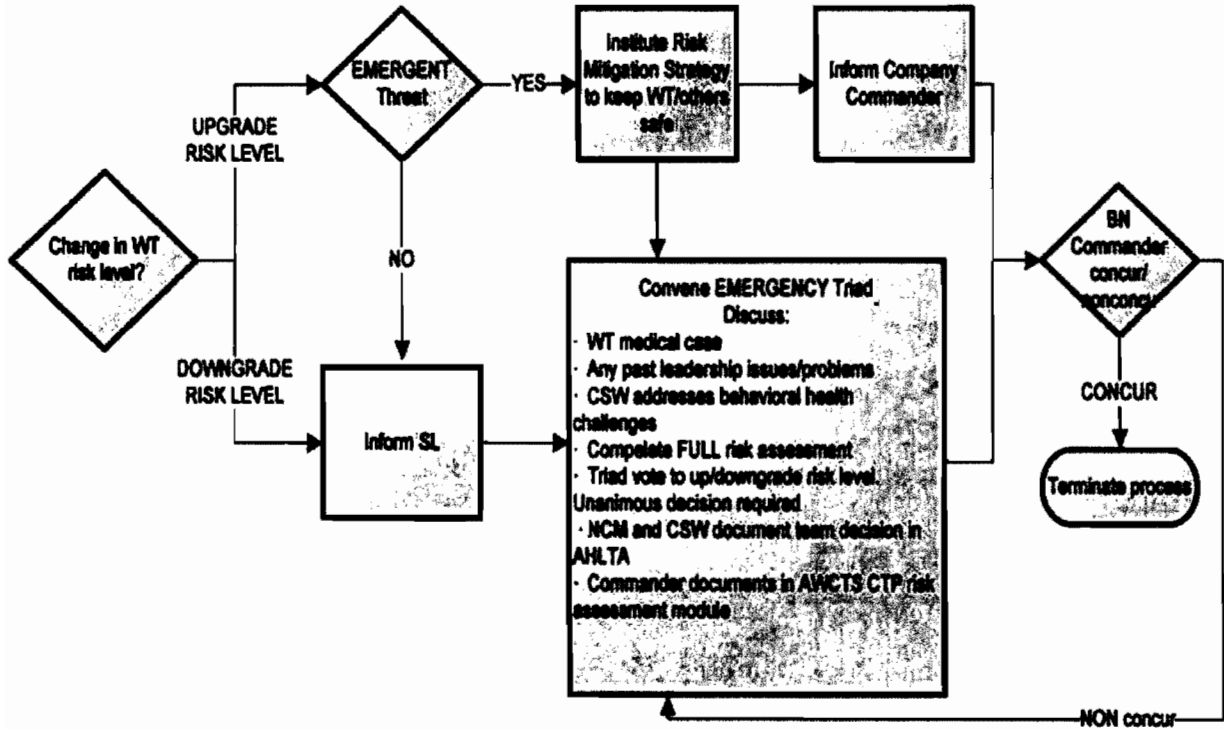 EMERGENT
Threat
YES
Institute Risk
Mitigation Strategy
to keep WT/others
safe
Inform Company
Commander
UPGRADE
RISK LEVEL
Change in WT
risk level?
NO
BN
Commander
concur/
nonconcu
DOWNGRADE
RISK LEVEL
Inform SL
Convene EMERGENCY Triad
Discuss:
· WT medical case
· Any past leadership issues/problems
· CSW addresses behavioral health
challenges
· Compelete FULL risk assessment
· Triad vote to up/downgrade risk level.
Unanimous decision required
· NCM and CSW document team decision in
AHLTA
· Commander documents in AWCTS CTP risk
assessment module
CONCUR
Terminate process
NON concur